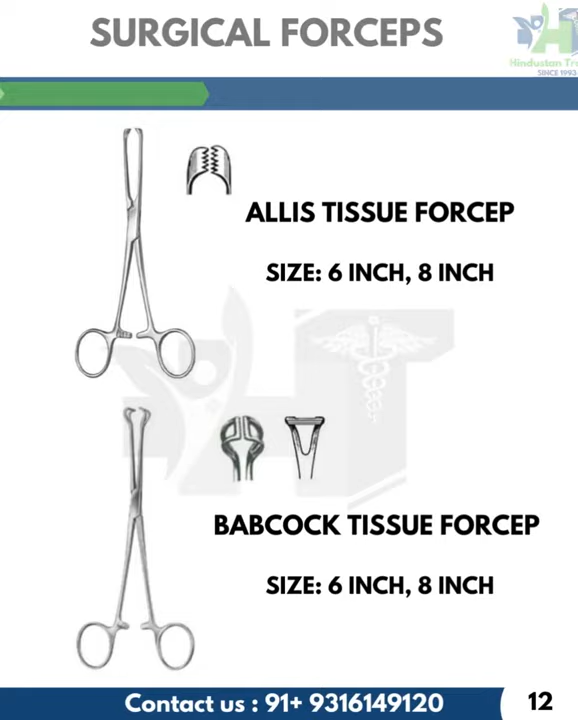 SURGICAL FORCEPS
Hindustan Tra
SINCE 1993
ALLIS TISSUE FORCEP
SIZE: 6 INCH, 8 INCH
BABCOCK TISSUE FORCEP
SIZE: 6 INCH, 8 INCH
Contact us : 91+ 9316149120
12